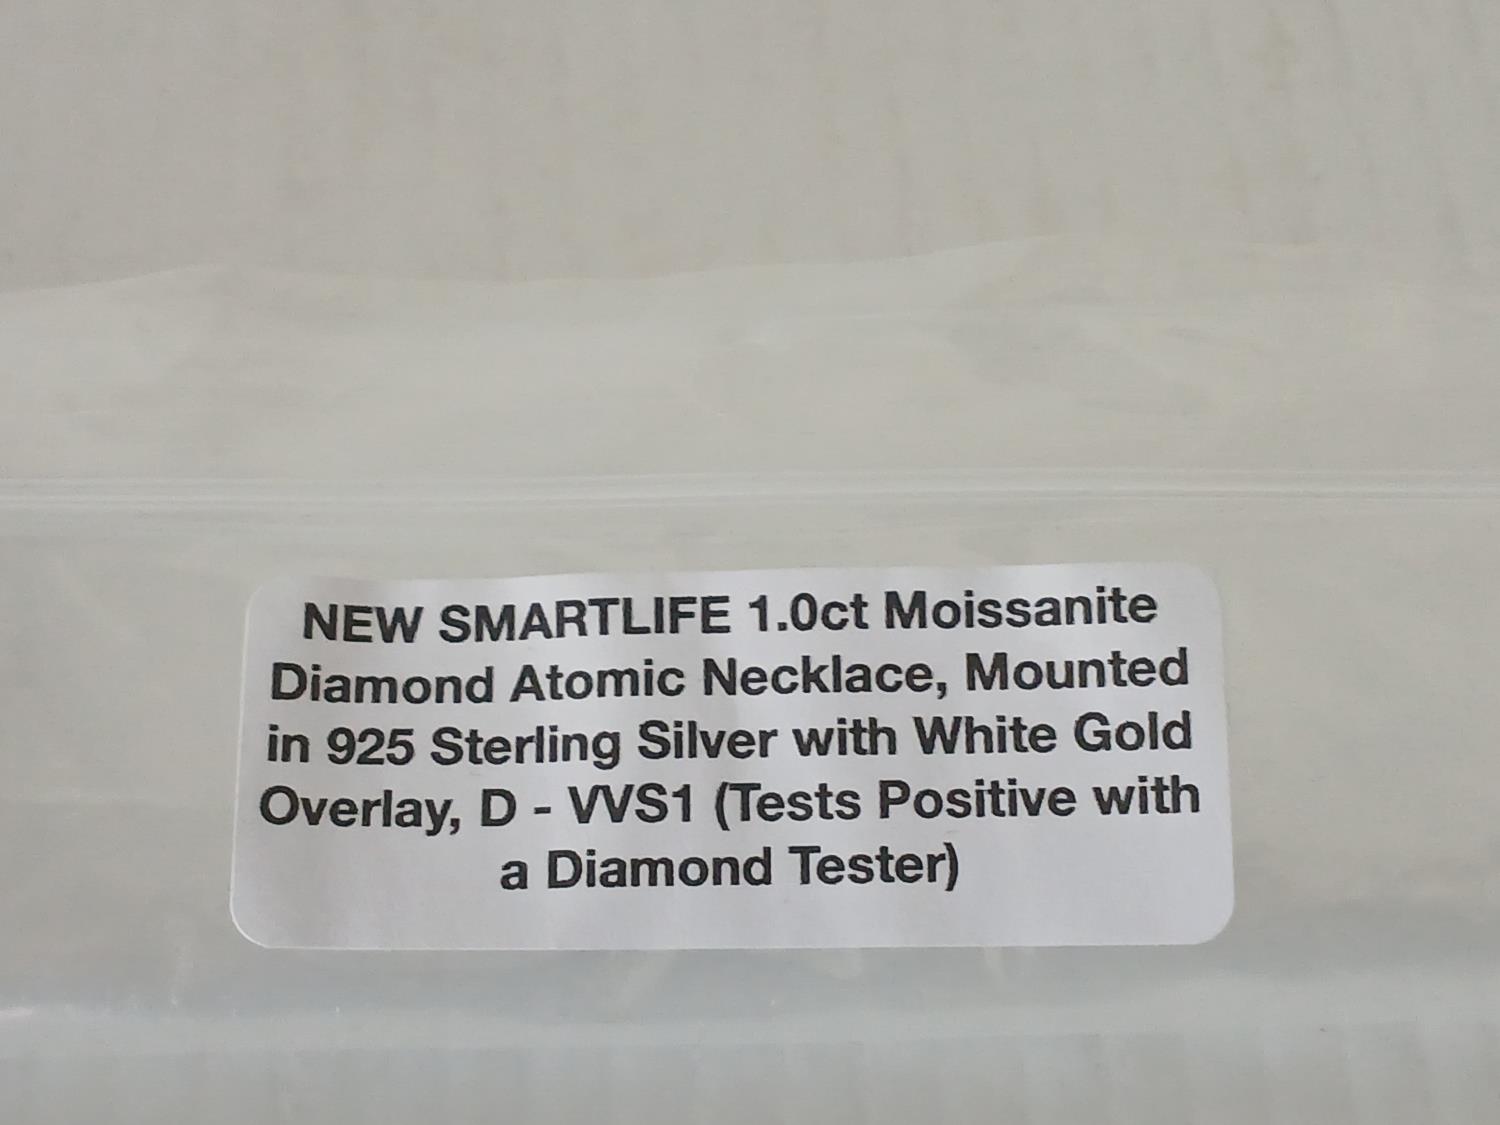 NEW SMARTLIFE 1.0ct Moissanite
Diamond Atomic Necklace, Mounted
in 925 Sterling Silver with White Gold
Overlay, D - VVS1 (Tests Positive with
a Diamond Tester)